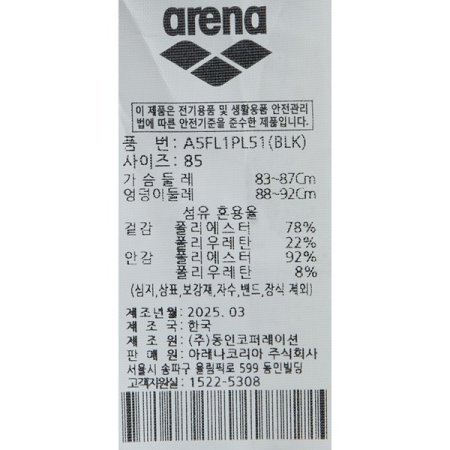 arena
이 제품은 전기용품 및 생활용품 안전관리
법에 따른 안전기준을 준수한 제품입니다.
품 번: A5FL1PL51(BLK)
사이즈: 85
가슴둘레 83~87Cm
엉덩이둘레 88~92Cm
섬유 혼용율
겉감 폴리에스터 78%
폴리우레탄 22%
안감 폴리에스터 92%
폴리우레탄 8%
(심지,상표,보강재,자수,밴드,장식 제외)
제조년월: 2025. 03
제 조 국: 한국
제 조 원: (주)동인코퍼레이션
판 매 원: 아레나코리아 주식회사
서울시 송파구 올림픽로 599 동인빌딩
고객지원실: 1522-5308